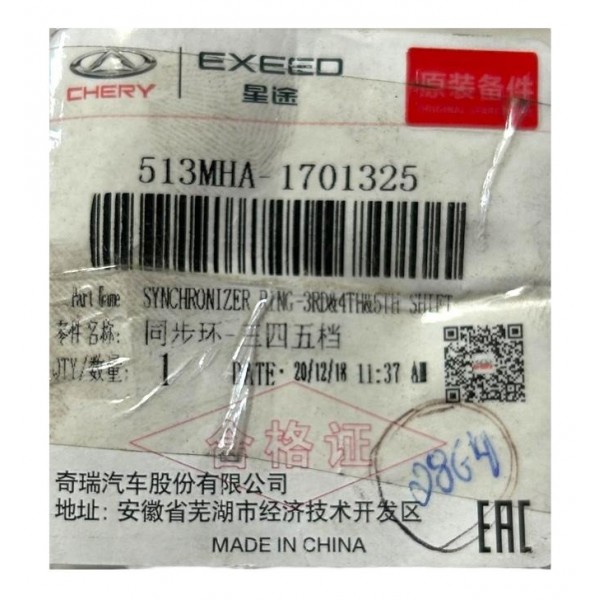 CHERY
EXEED
星途
原装备件
513MHA-1701325
Part Name SYNCHRONIZER RING-3RD&4TH&5TH SHIFT
零件名称: 同步环-三四五档
QTY/数量: 1 DATE: 20/12/18 11:37 AM
合格证
奇瑞汽车股份有限公司
地址: 安徽省芜湖市经济技术开发区
MADE IN CHINA
EAC